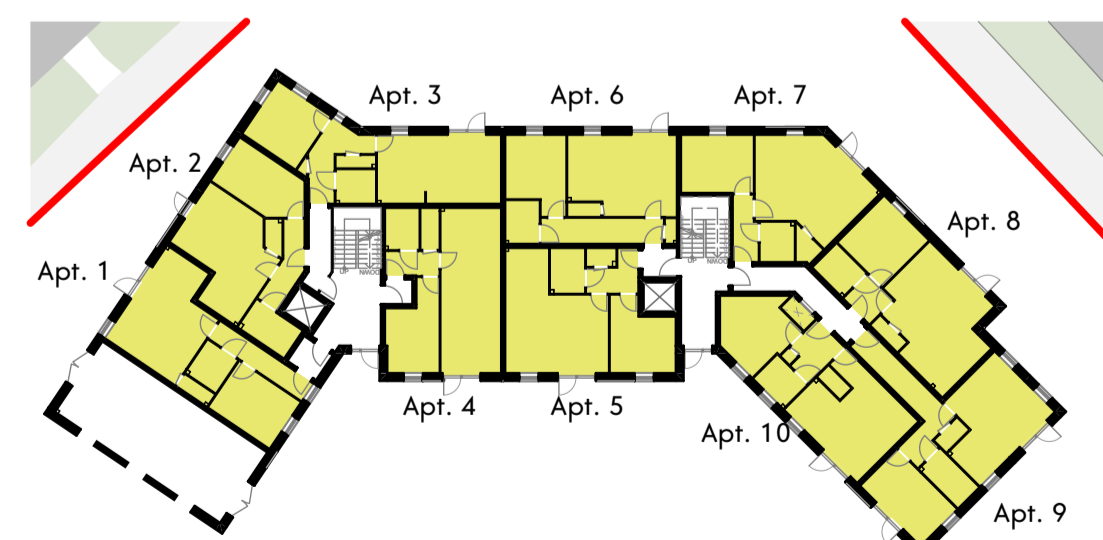 Apt. 3
Apt. 6
Apt. 7
Apt. 2
Apt. 8
Apt. 1
UP
DOWN
UP
DOWN
Apt. 4
Apt. 5
Apt. 10
Apt. 9